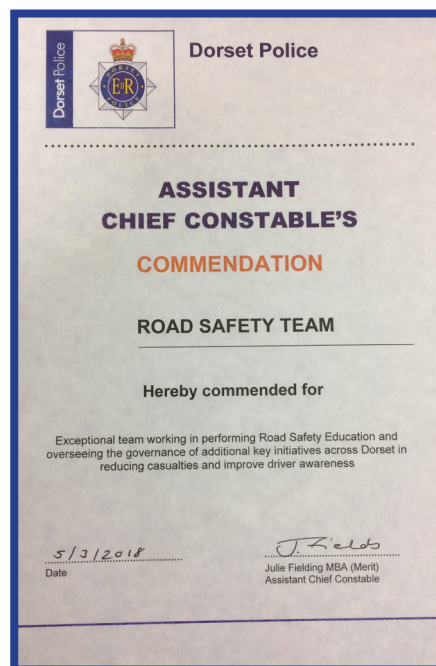 Dorset Police
DORSET
EIIR
POLICE
Dorset Police
ASSISTANT
CHIEF CONSTABLE'S
COMMENDATION
ROAD SAFETY TEAM
Hereby commended for
Exceptional team working in performing Road Safety Education and
overseeing the governance of additional key initiatives across Dorset in
reducing casualties and improve driver awareness
5/3/2018
Date
J. Fields
Julie Fielding MBA (Merit)
Assistant Chief Constable